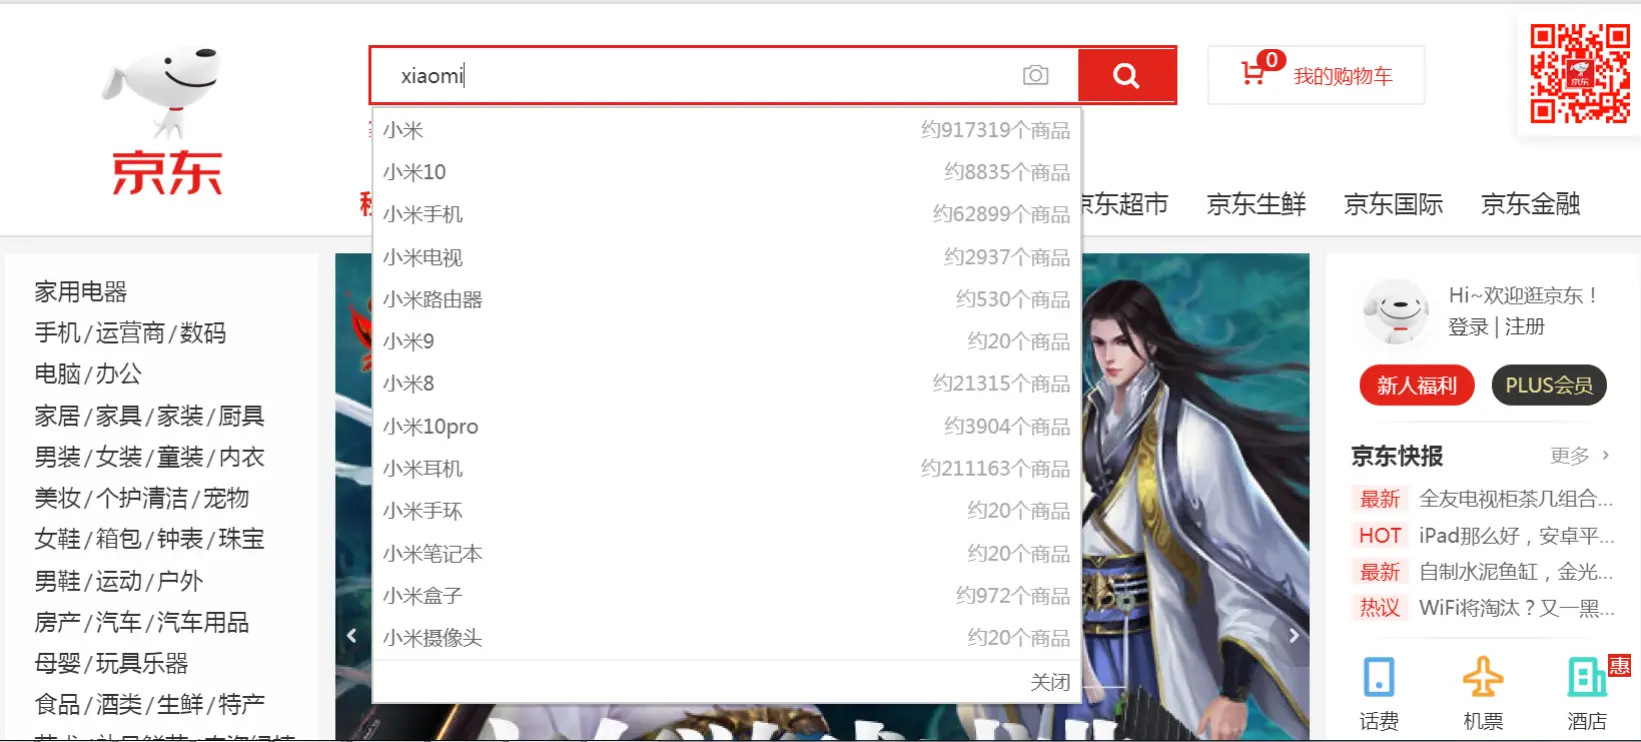 京东
xiaomi
0
我的购物车
京东
小米 约917319个商品
小米10 约8835个商品
小米手机 约62899个商品
小米电视 约2937个商品
小米路由器 约530个商品
小米9 约20个商品
小米8 约21315个商品
小米10pro 约3904个商品
小米耳机 约211163个商品
小米手环 约20个商品
小米笔记本 约20个商品
小米盒子 约972个商品
小米摄像头 约20个商品
关闭
京东超市 京东生鲜 京东国际 京东金融
家用电器
手机/运营商/数码
电脑/办公
家居/家具/家装/厨具
男装/女装/童装/内衣
美妆/个护清洁/宠物
女鞋/箱包/钟表/珠宝
男鞋/运动/户外
房产/汽车/汽车用品
母婴/玩具乐器
食品/酒类/生鲜/特产
Hi~欢迎逛京东！
登录|注册
新人福利 PLUS会员
京东快报 更多 >
最新 全友电视柜茶几组合...
HOT iPad那么好，安卓平...
最新 自制水泥鱼缸，金光...
热议 WiFi将淘汰？又一黑...
惠
话费 机票 酒店